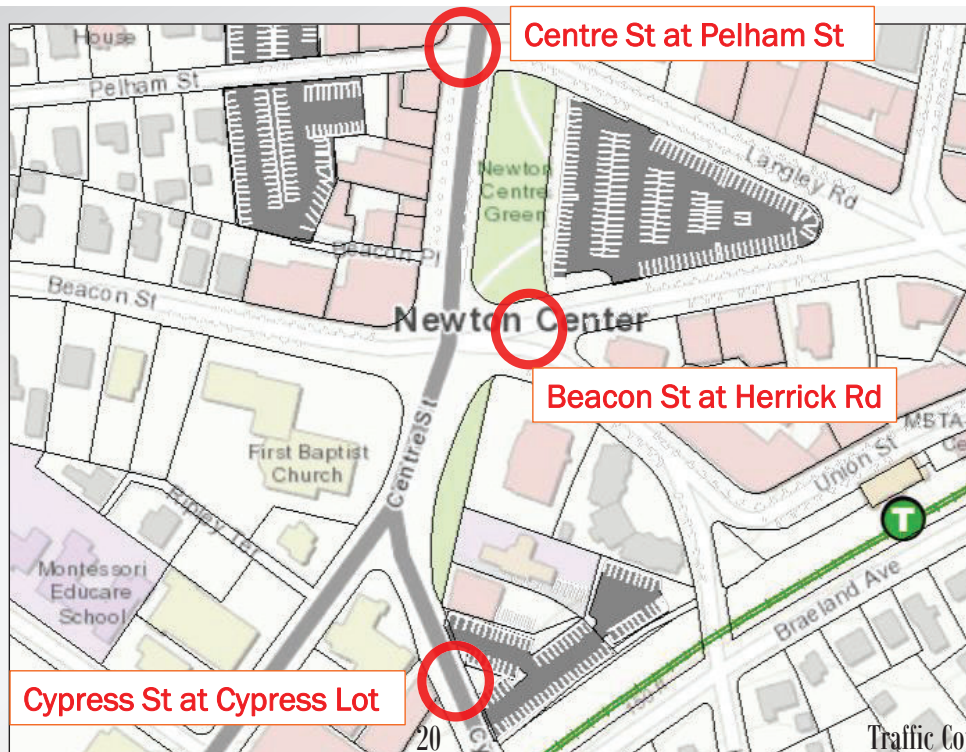 House
Centre St at Pelham St
Pelham St
Langley Rd
Newton
Centre
Green
Beacon Pl
Beacon St
Newton Center
Beacon St at Herrick Rd
Centre St
MBTA
Union St
First Baptist
Church
T
Ripley Ter
Montessori
Educare
School
Braeland Ave
Cypress St at Cypress Lot
20
Traffic Co